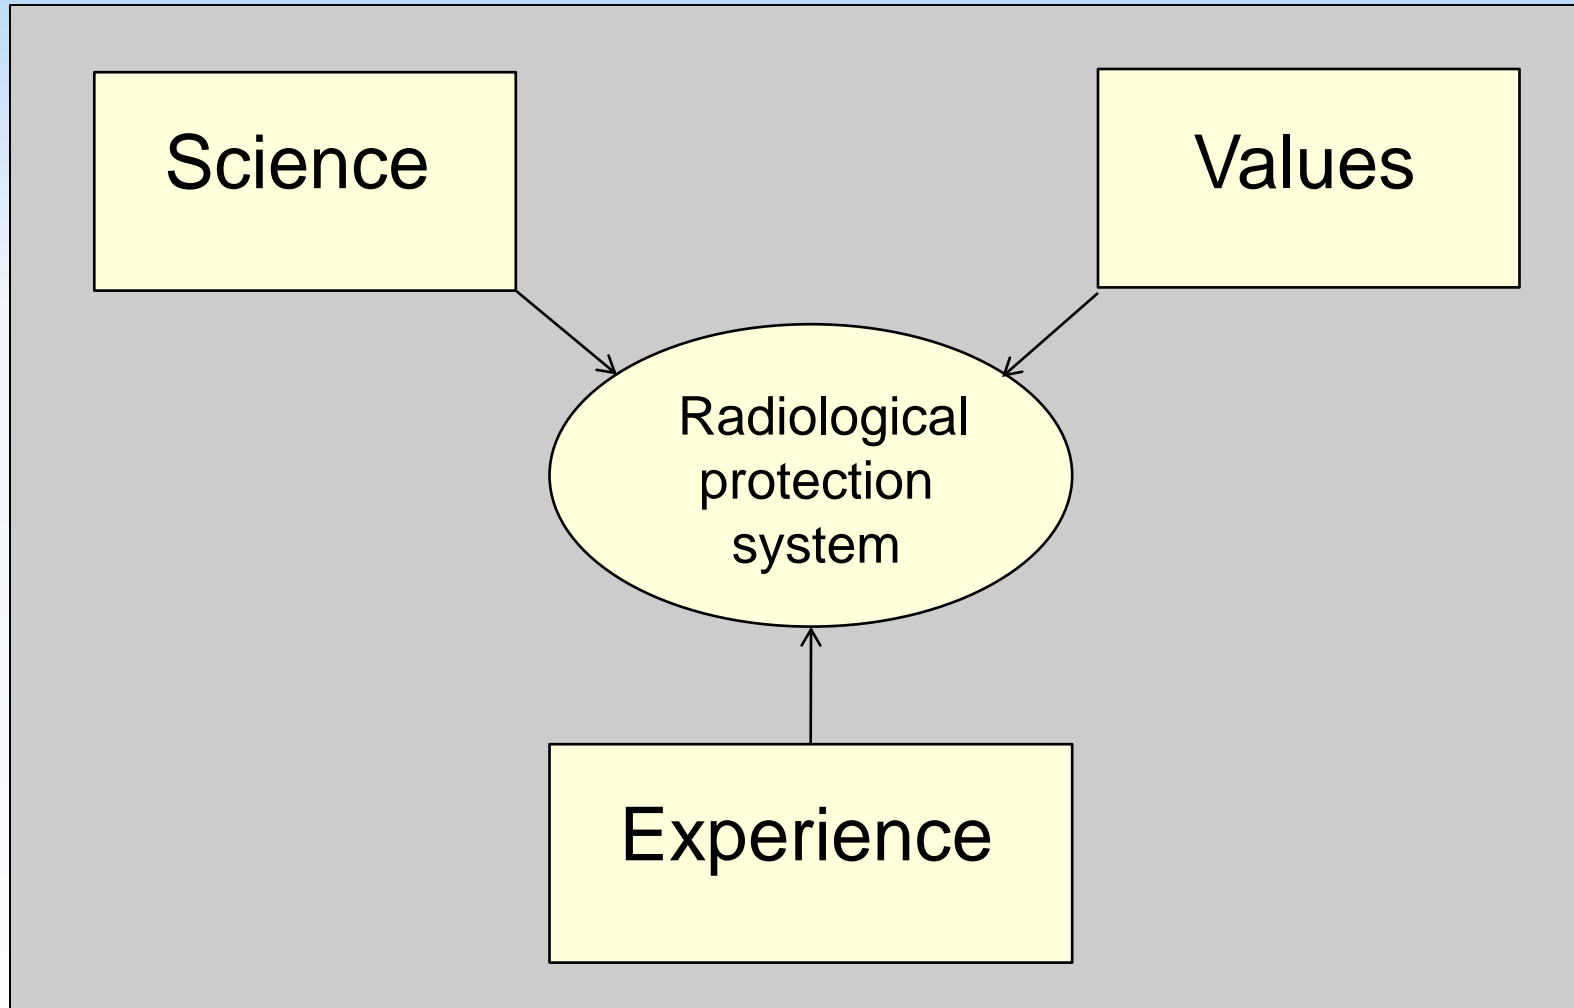 Science
Values
Radiological
protection
system
Experience